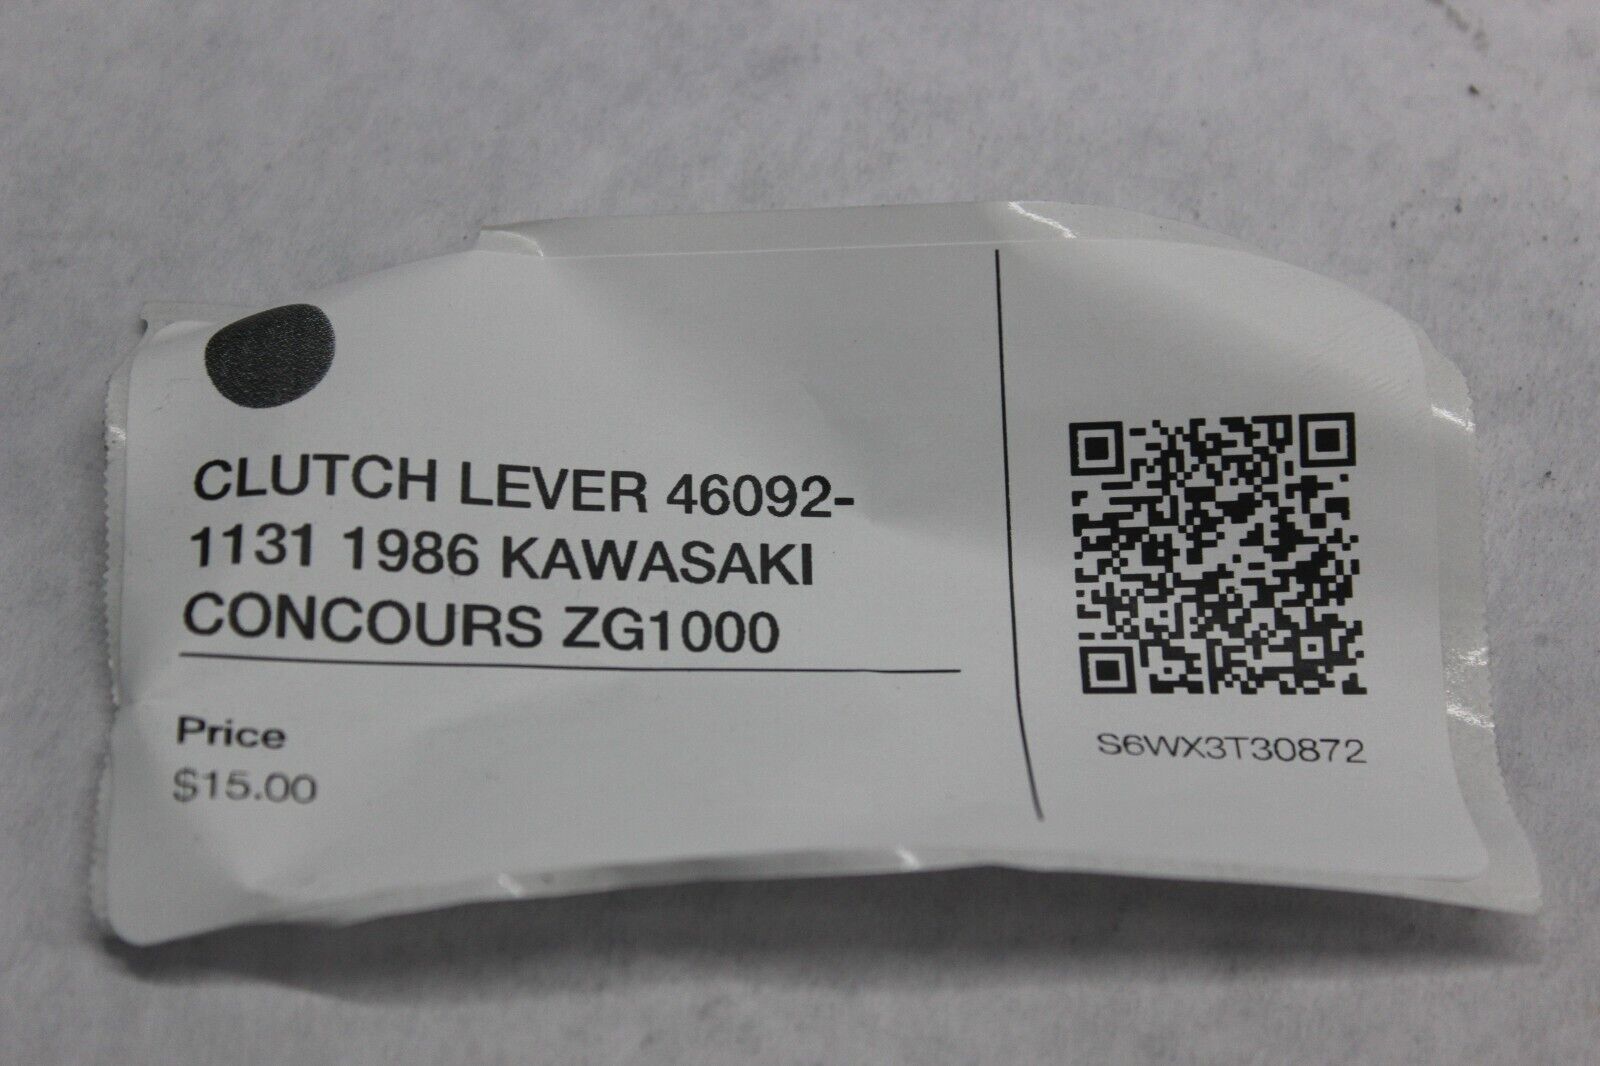 CLUTCH LEVER 46092-
1131 1986 KAWASAKI
CONCOURS ZG1000
Price
$15.00
S6WX3T30872